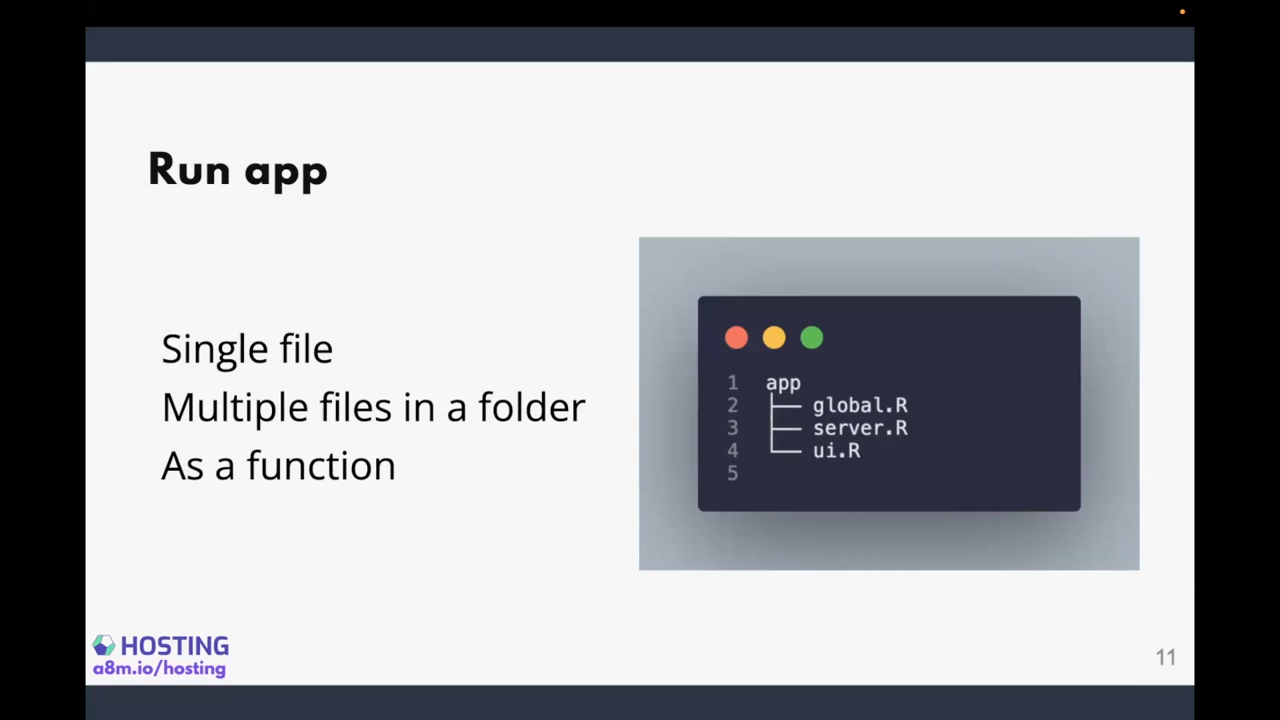 Run app
Single file
Multiple files in a folder
As a function
1 app
2 ├── global.R
3 ├── server.R
4 └── ui.R
5
HOSTING
a8m.io/hosting
11